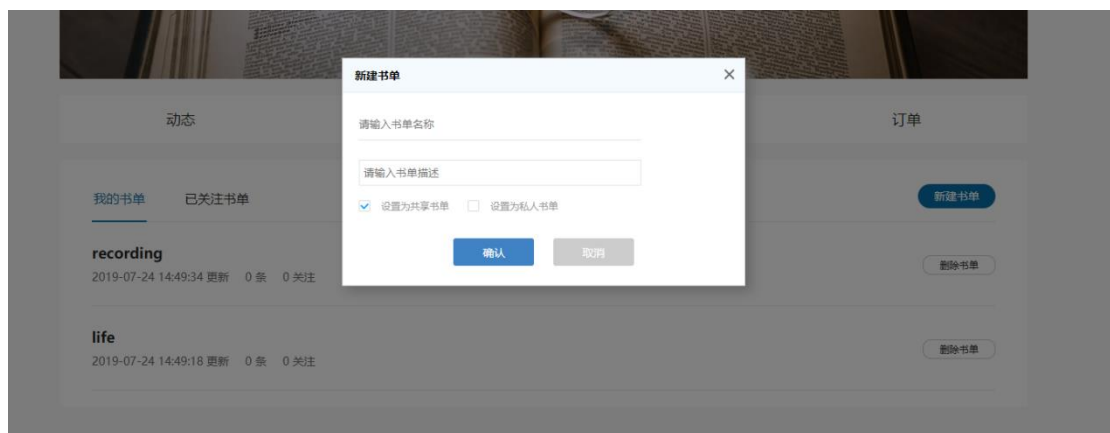 新建书单
动态
订单
请输入书单名称
请输入书单描述
我的书单 已关注书单 新建书单
设置为共享书单 设置为私人书单
确认 取消
recording
2019-07-24 14:49:34 更新 0 条 0 关注
删除书单
life
2019-07-24 14:49:18 更新 0 条 0 关注
删除书单